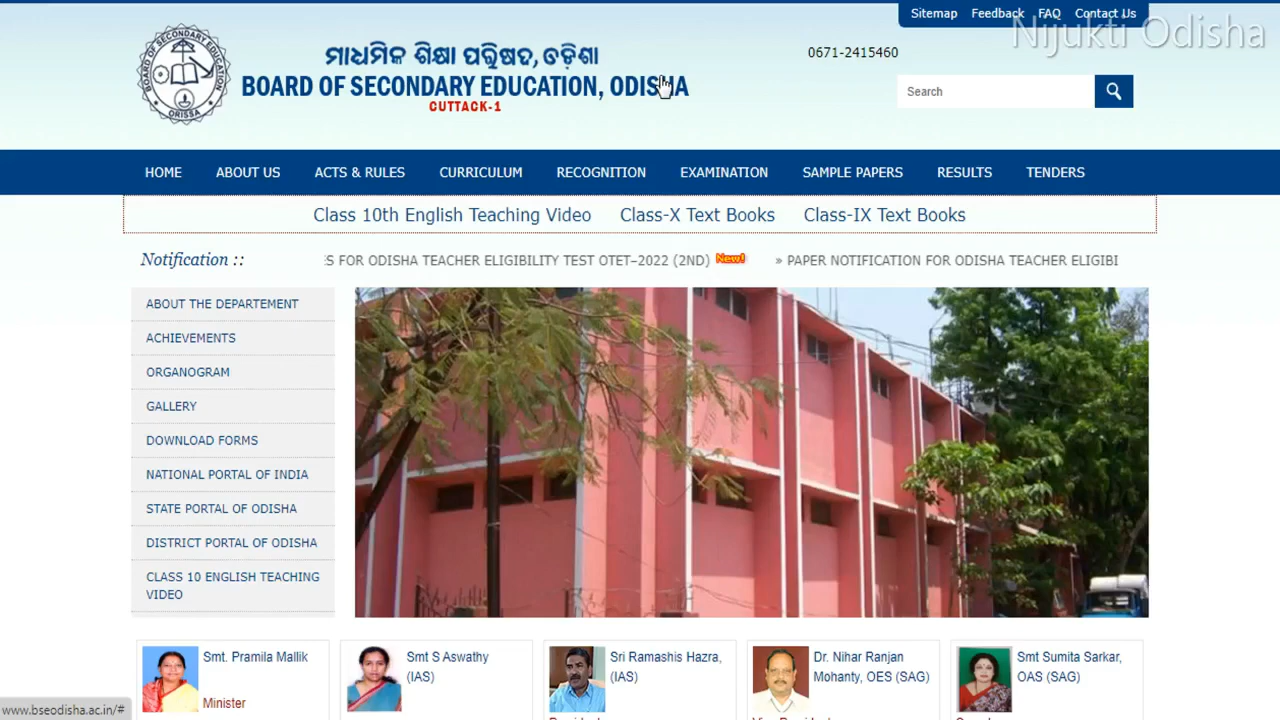 Sitemap Feedback FAQ Contact Us
Nijukti Odisha
BOARD OF SECONDARY EDUCATION
ORISSA
ମାଧ୍ୟମିକ ଶିକ୍ଷା ପରିଷଦ, ଓଡ଼ିଶା
BOARD OF SECONDARY EDUCATION, ODISHA
CUTTACK-1
0671-2415460
Search
HOME ABOUT US ACTS & RULES CURRICULUM RECOGNITION EXAMINATION SAMPLE PAPERS RESULTS TENDERS
Class 10th English Teaching Video Class-X Text Books Class-IX Text Books
Notification :: S FOR ODISHA TEACHER ELIGIBILITY TEST OTET–2022 (2ND) New! » PAPER NOTIFICATION FOR ODISHA TEACHER ELIGIBI
ABOUT THE DEPARTEMENT
ACHIEVEMENTS
ORGANOGRAM
GALLERY
DOWNLOAD FORMS
NATIONAL PORTAL OF INDIA
STATE PORTAL OF ODISHA
DISTRICT PORTAL OF ODISHA
CLASS 10 ENGLISH TEACHING
VIDEO
Smt. Pramila Mallik
Minister
Smt S Aswathy
(IAS)
Sri Ramashis Hazra,
(IAS)
Dr. Nihar Ranjan
Mohanty, OES (SAG)
Smt Sumita Sarkar,
OAS (SAG)
www.bseodisha.ac.in/#